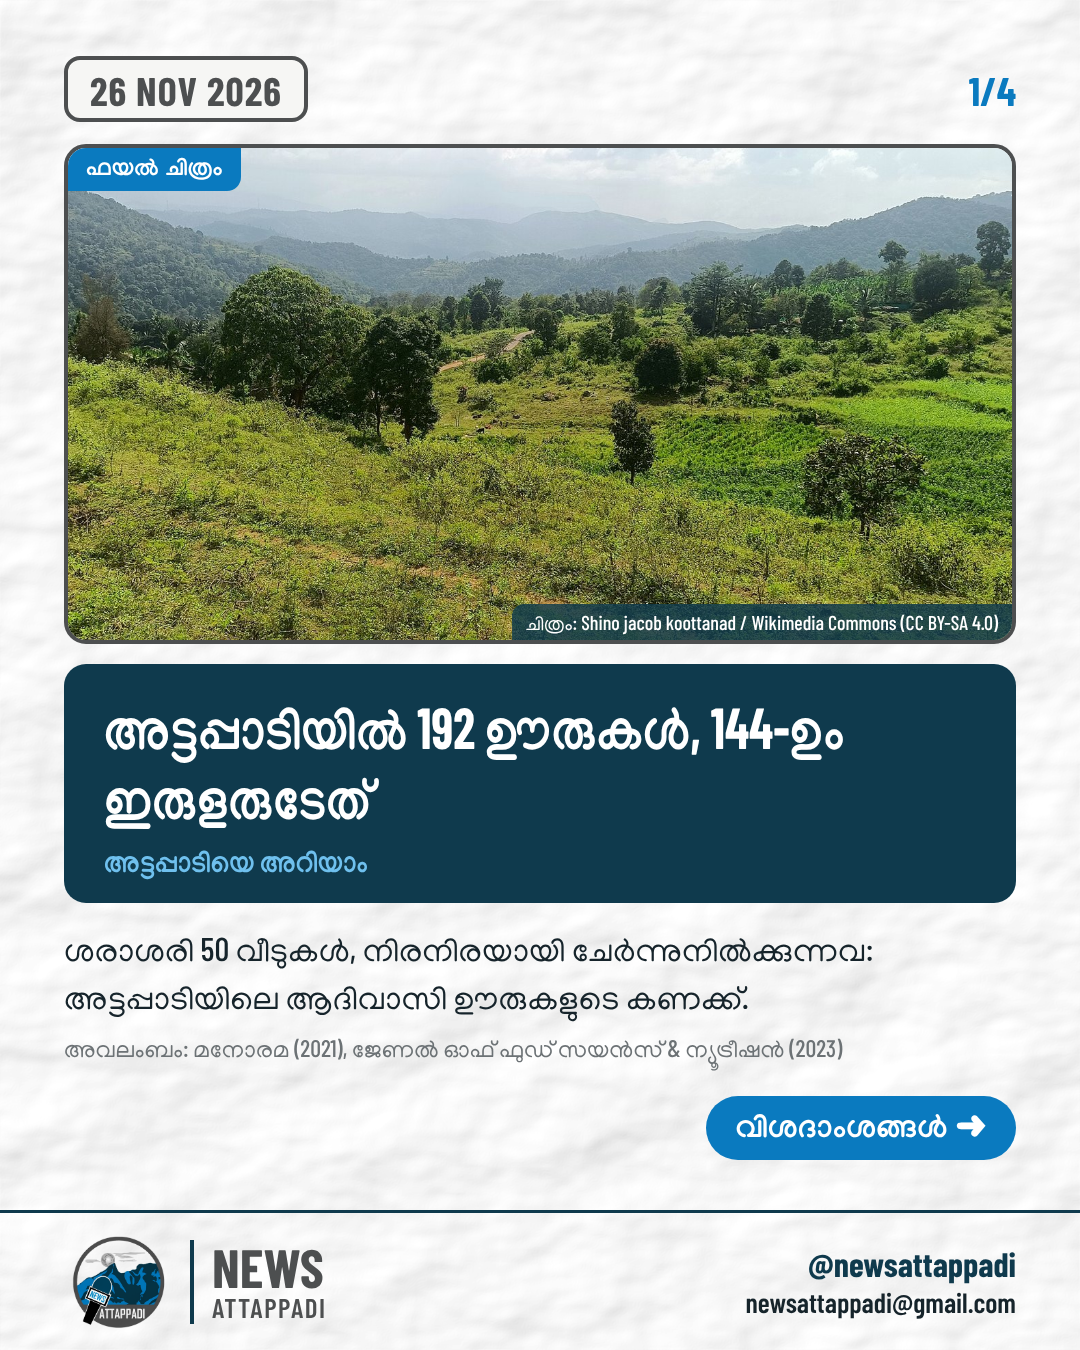 26 NOV 2026
1/4
ഫയൽ ചിത്രം
ചിത്രം: Shino jacob koottanad / Wikimedia Commons (CC BY-SA 4.0)
അട്ടപ്പാടിയിൽ 192 ഊരുകൾ, 144-ഉം
ഇരുളരുടേത്
അട്ടപ്പാടിയെ അറിയാം
ശരാശരി 50 വീടുകൾ, നിരനിരയായി ചേർന്നുനിൽക്കുന്നവ:
അട്ടപ്പാടിയിലെ ആദിവാസി ഊരുകളുടെ കണക്ക്.
അവലംബം: മനോരമ (2021), ജേണൽ ഓഫ് ഫുഡ് സയൻസ് & ന്യൂട്രീഷൻ (2023)
വിശദാംശങ്ങൾ ➜
NEWS
ATTAPPADI
NEWS
ATTAPPADI
@newsattappadi
newsattappadi@gmail.com